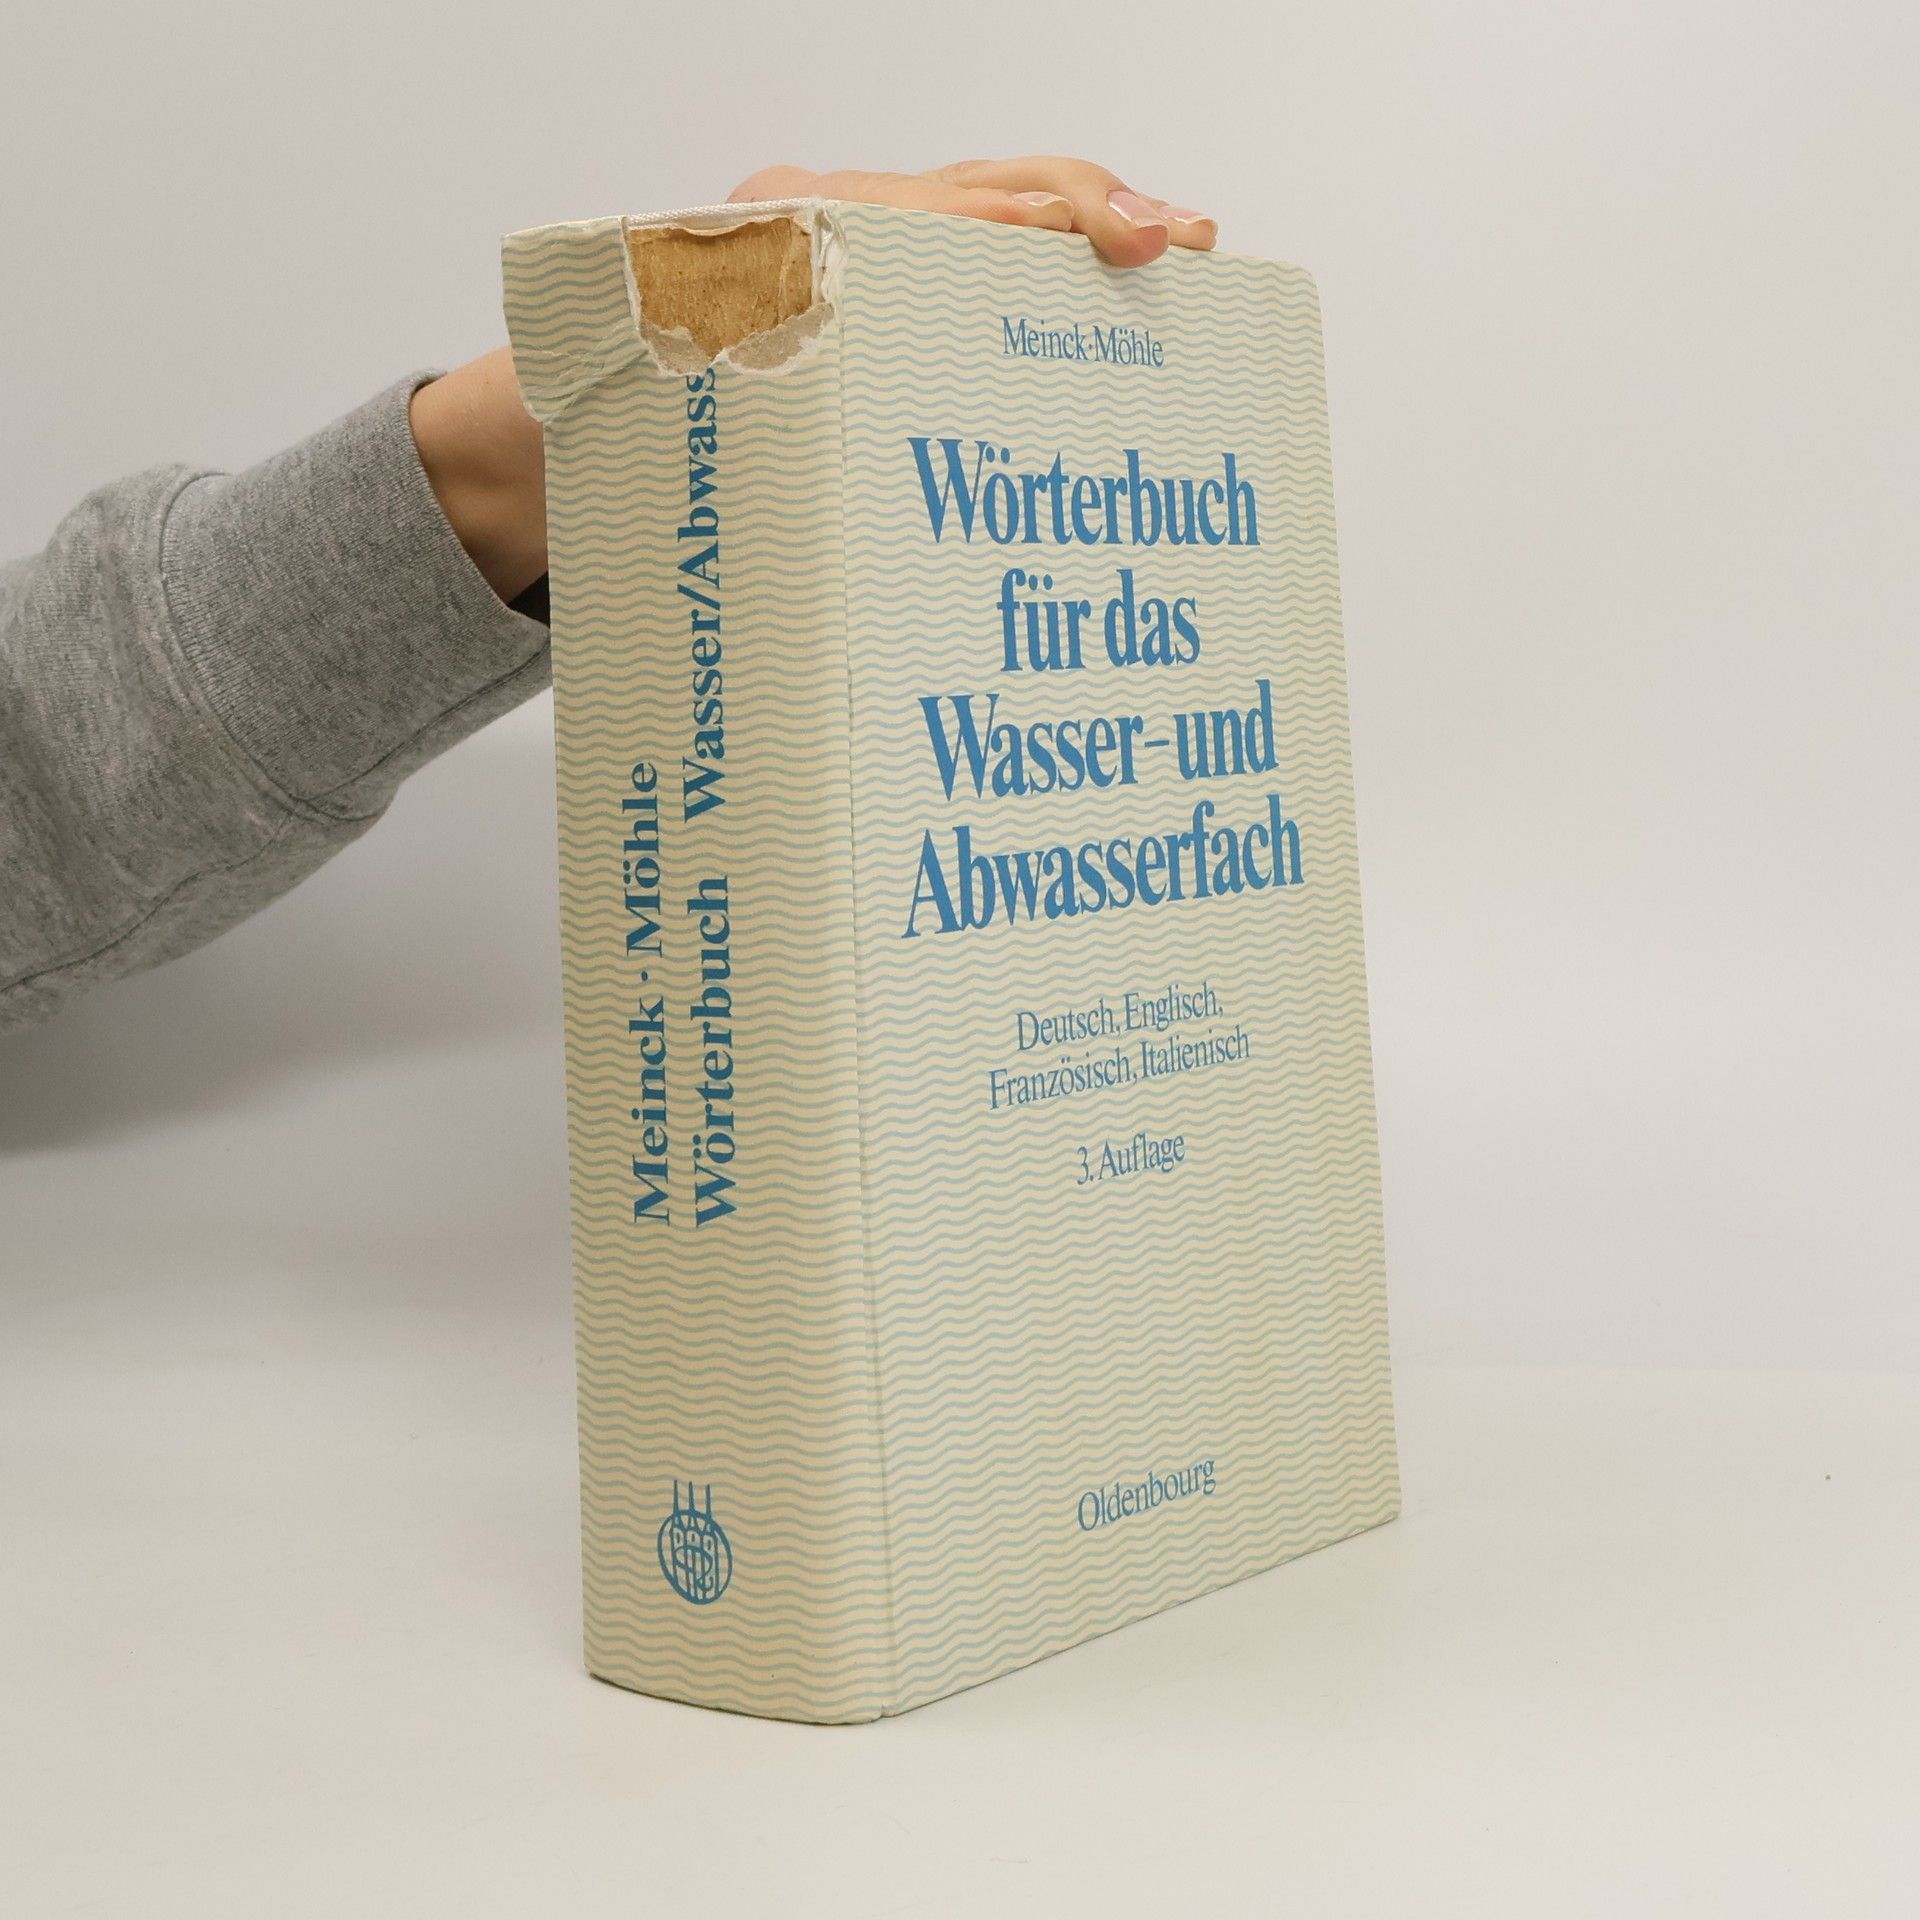 Meinck·Möhle
Wörterbuch
für das
Wasser- und
Abwasserfach
Deutsch, Englisch,
Französisch, Italienisch
3. Auflage
Oldenbourg
Meinck · Möhle
Wörterbuch Wasser/Abwass